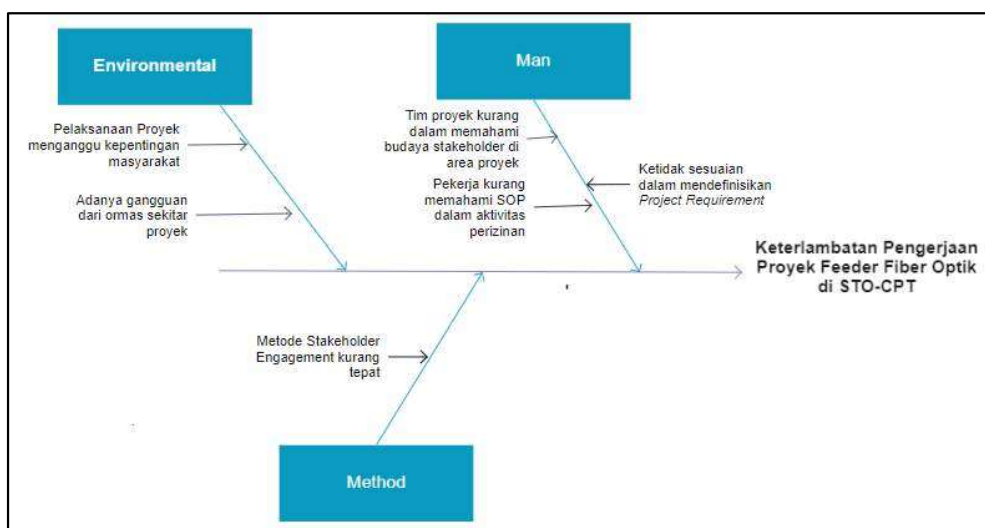 Environmental
Man
Pelaksanaan Proyek
menganggu kepentingan
masyarakat
Adanya gangguan
dari ormas sekitar
proyek
Tim proyek kurang
dalam memahami
budaya stakeholder di
area proyek
Pekerja kurang
memahami SOP
dalam aktivitas
perizinan
Ketidak sesuaian
dalam mendefinisikan
Project Requirement
Keterlambatan Pengerjaan
Proyek Feeder Fiber Optik
di STO-CPT
Metode Stakeholder
Engagement kurang
tepat
Method